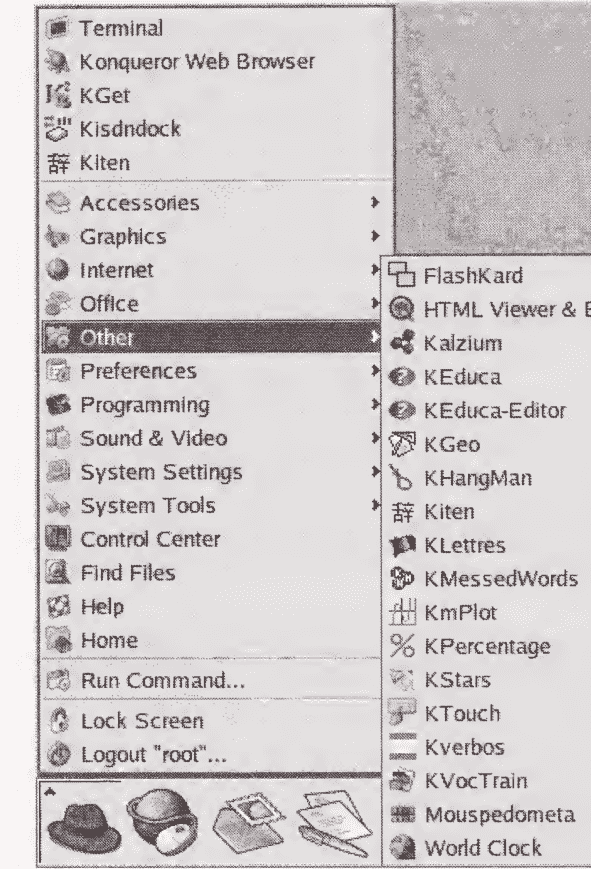 Terminal
Konqueror Web Browser
KGet
Kisdndock
辞 Kiten
Accessories
Graphics
Internet
Office
Other
Preferences
Programming
Sound & Video
System Settings
System Tools
Control Center
Find Files
Help
Home
Run Command...
Lock Screen
Logout "root"...
FlashKard
HTML Viewer & E
Kalzium
KEduca
KEduca-Editor
KGeo
KHangMan
辞 Kiten
KLettres
KMessedWords
KmPlot
% KPercentage
KStars
KTouch
Kverbos
KVocTrain
Mouspedometa
World Clock